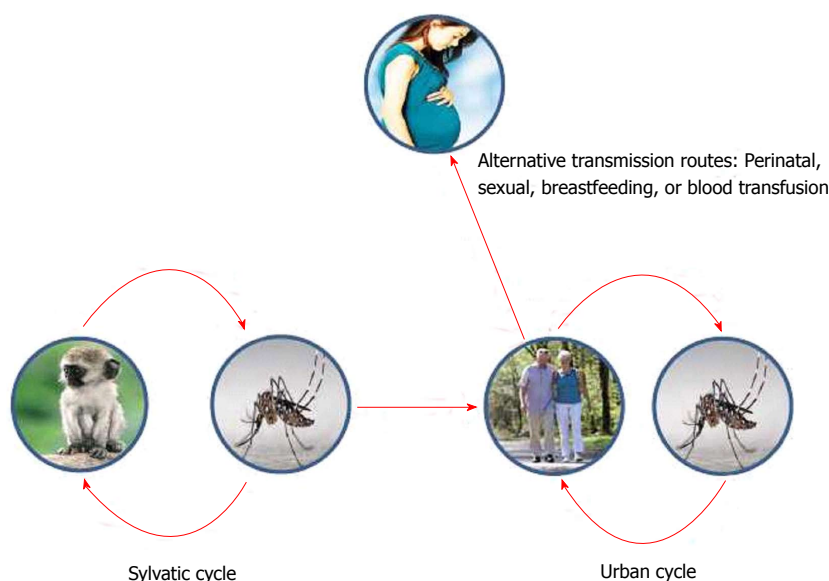 Alternative transmission routes: Perinatal,
sexual, breastfeeding, or blood transfusion
Sylvatic cycle
Urban cycle